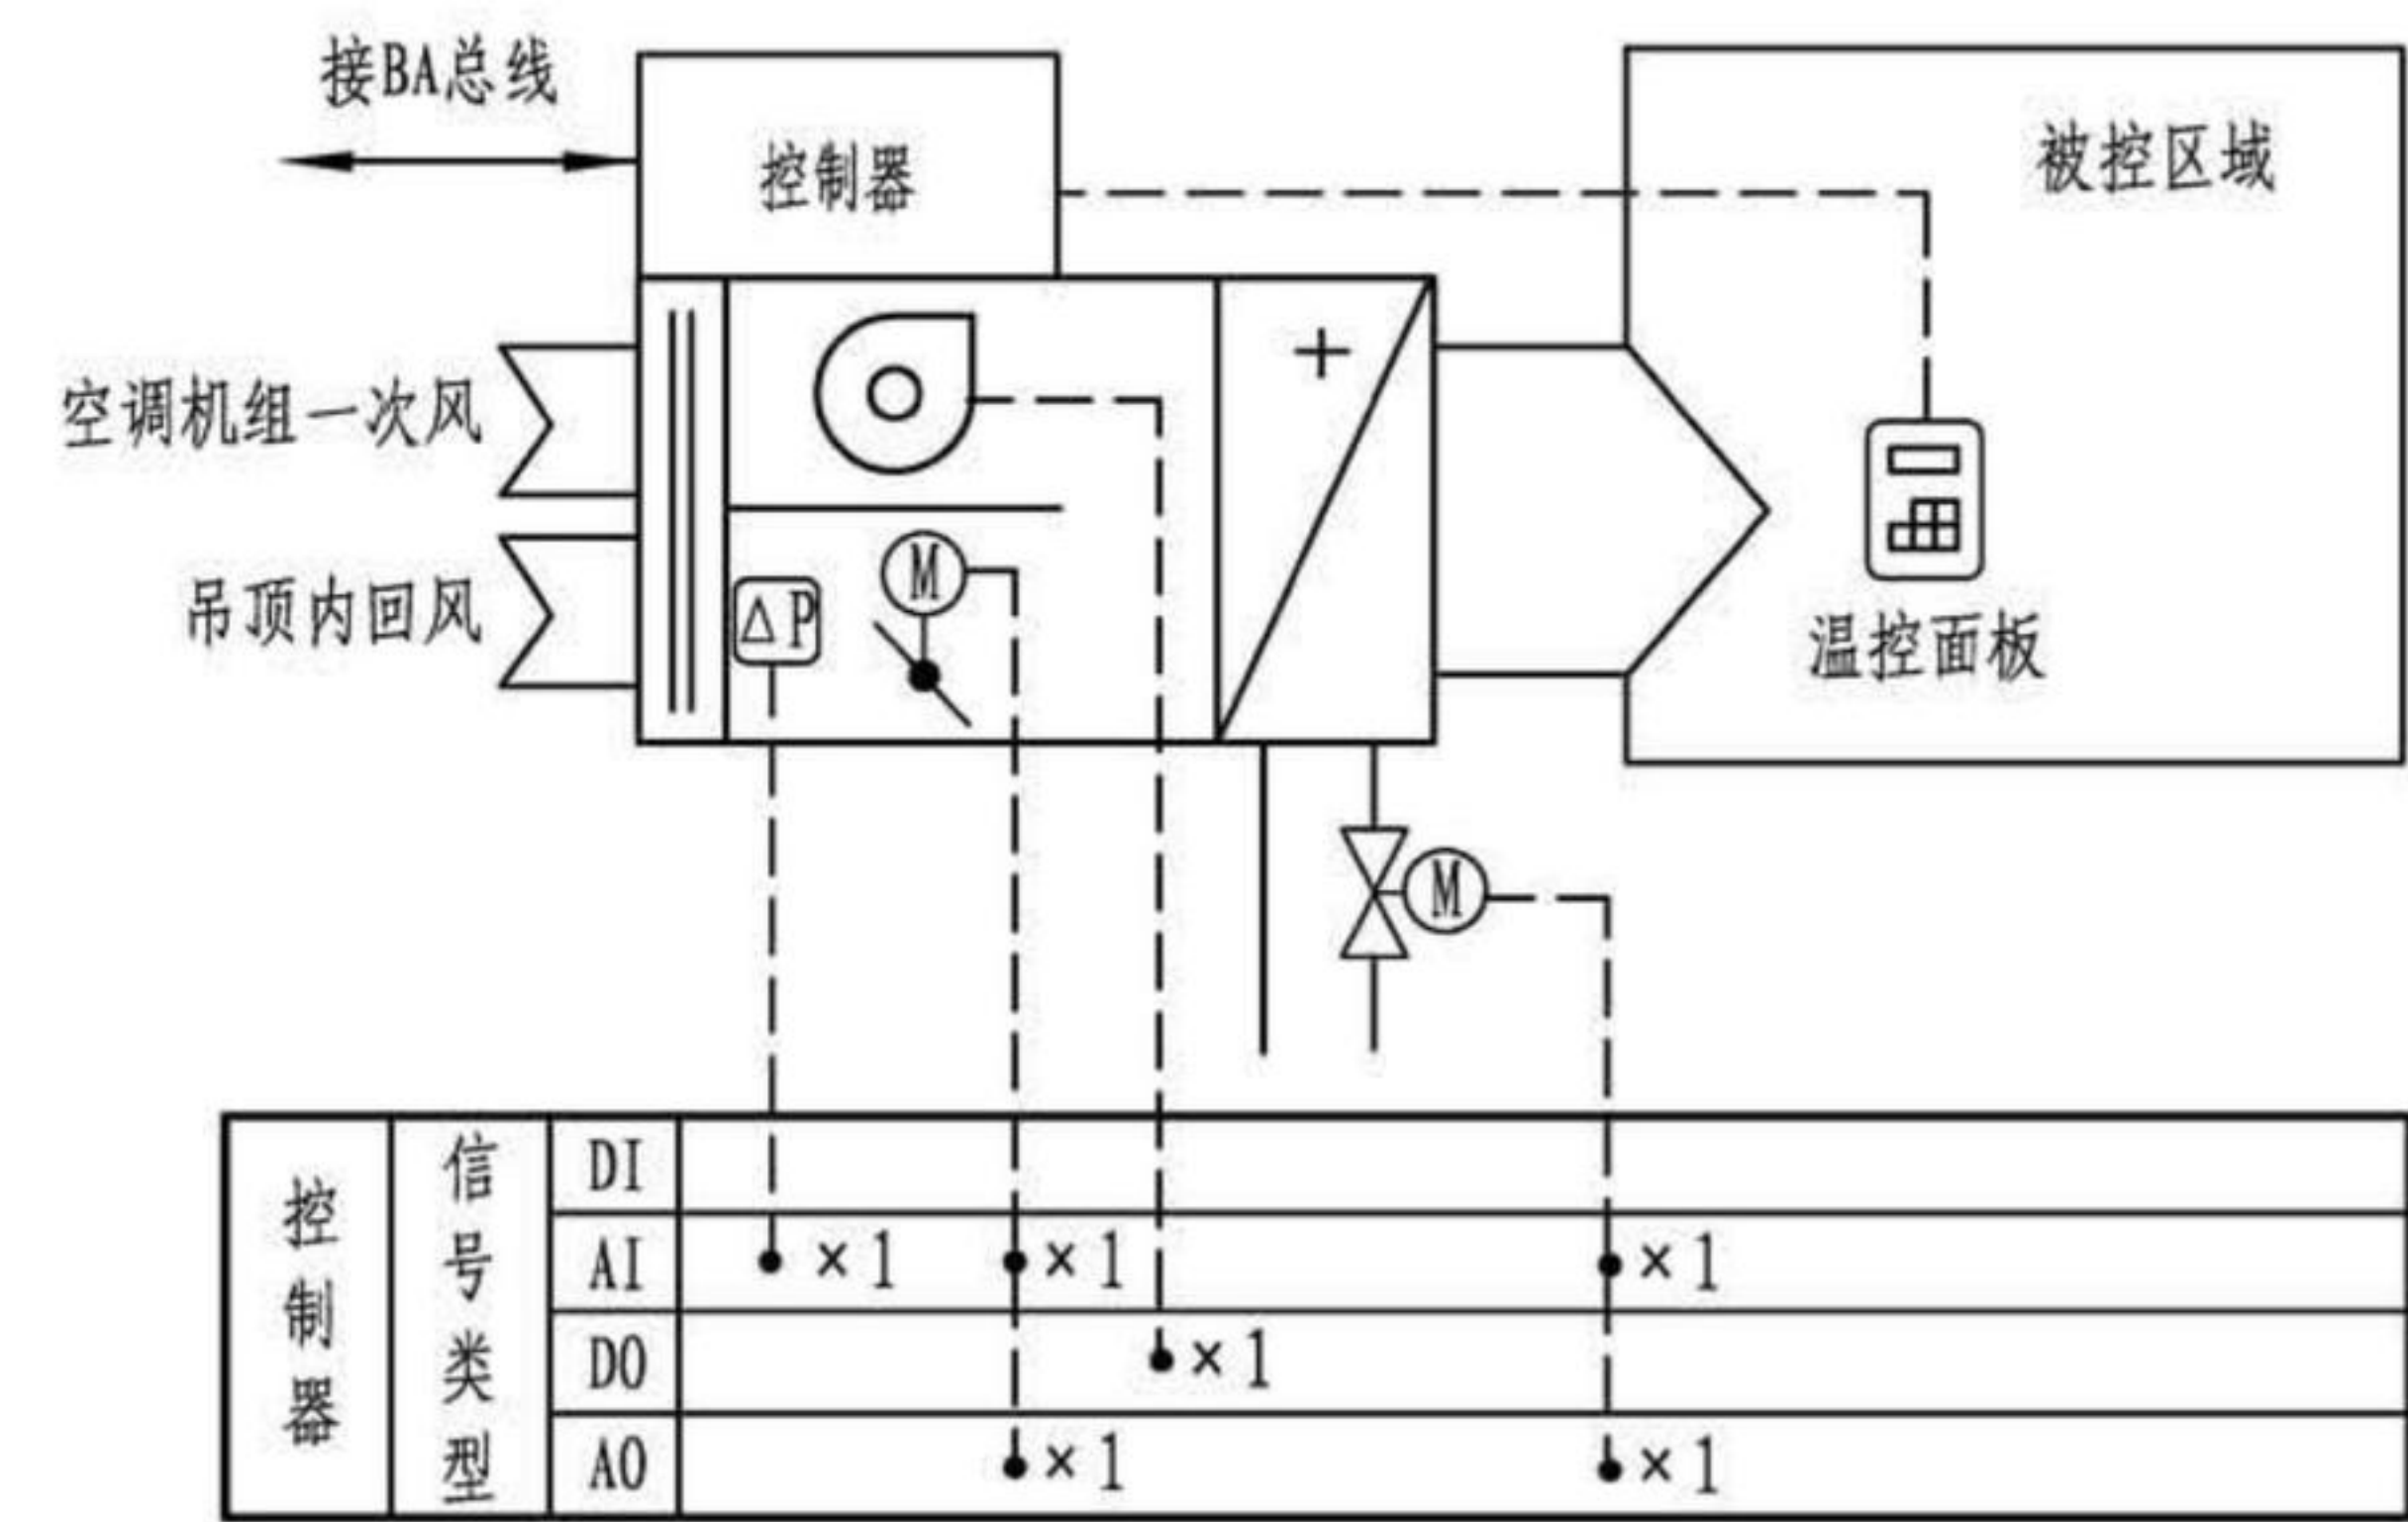 接BA总线
控制器
被控区域
空调机组一次风
吊顶内回风
+
M
ΔP
温控面板
M
控制器
信号类型
DI
AI ×1 ×1 ×1
DO ×1
AO ×1 ×1